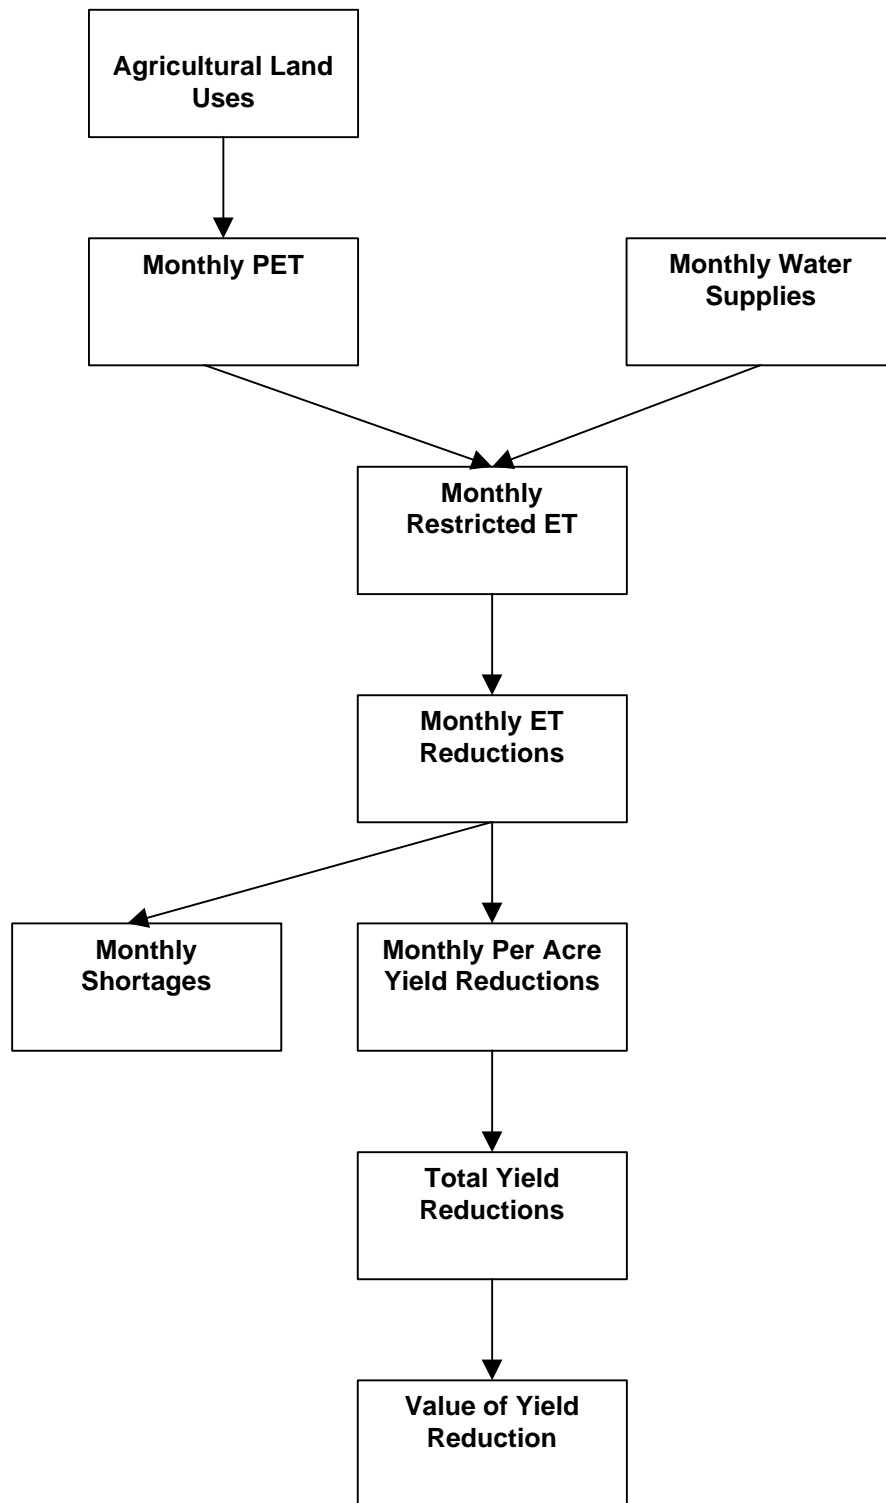 Agricultural Land
Uses
Monthly PET
Monthly Water
Supplies
Monthly
Restricted ET
Monthly ET
Reductions
Monthly
Shortages
Monthly Per Acre
Yield Reductions
Total Yield
Reductions
Value of Yield
Reduction